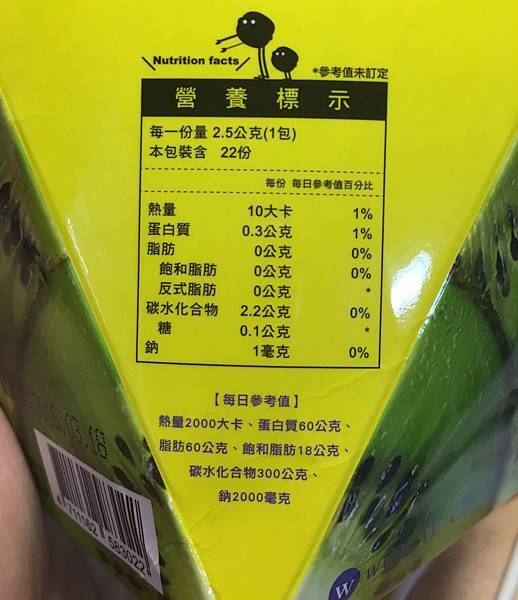 Nutrition facts
*參考值未訂定
營養標示
每一份量 2.5公克(1包)
本包裝含 22份
每份 每日參考值百分比
熱量 10大卡 1%
蛋白質 0.3公克 1%
脂肪 0公克 0%
飽和脂肪 0公克 0%
反式脂肪 0公克 *
碳水化合物 2.2公克 0%
糖 0.1公克 *
鈉 1毫克 0%
【每日參考值】
熱量2000大卡、蛋白質60公克、
脂肪60公克、飽和脂肪18公克、
碳水化合物300公克、
鈉2000毫克
W